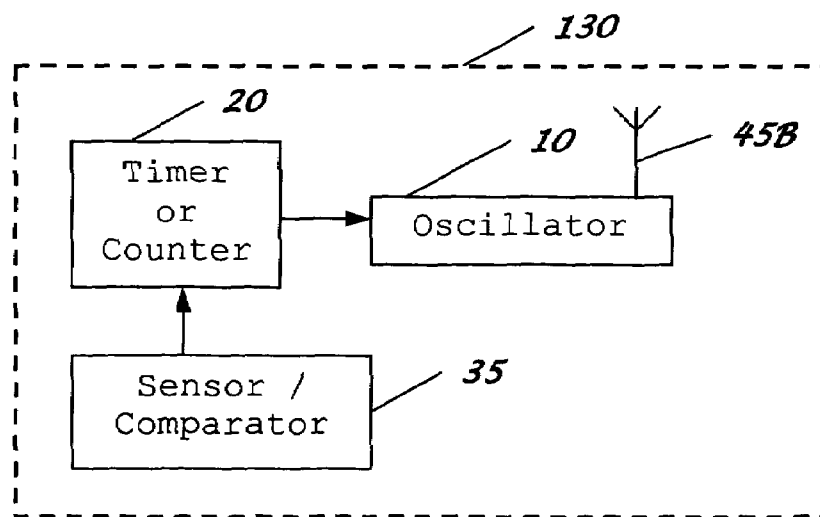 130
20
10
45B
Timer
or
Counter
Oscillator
Sensor /
Comparator
35